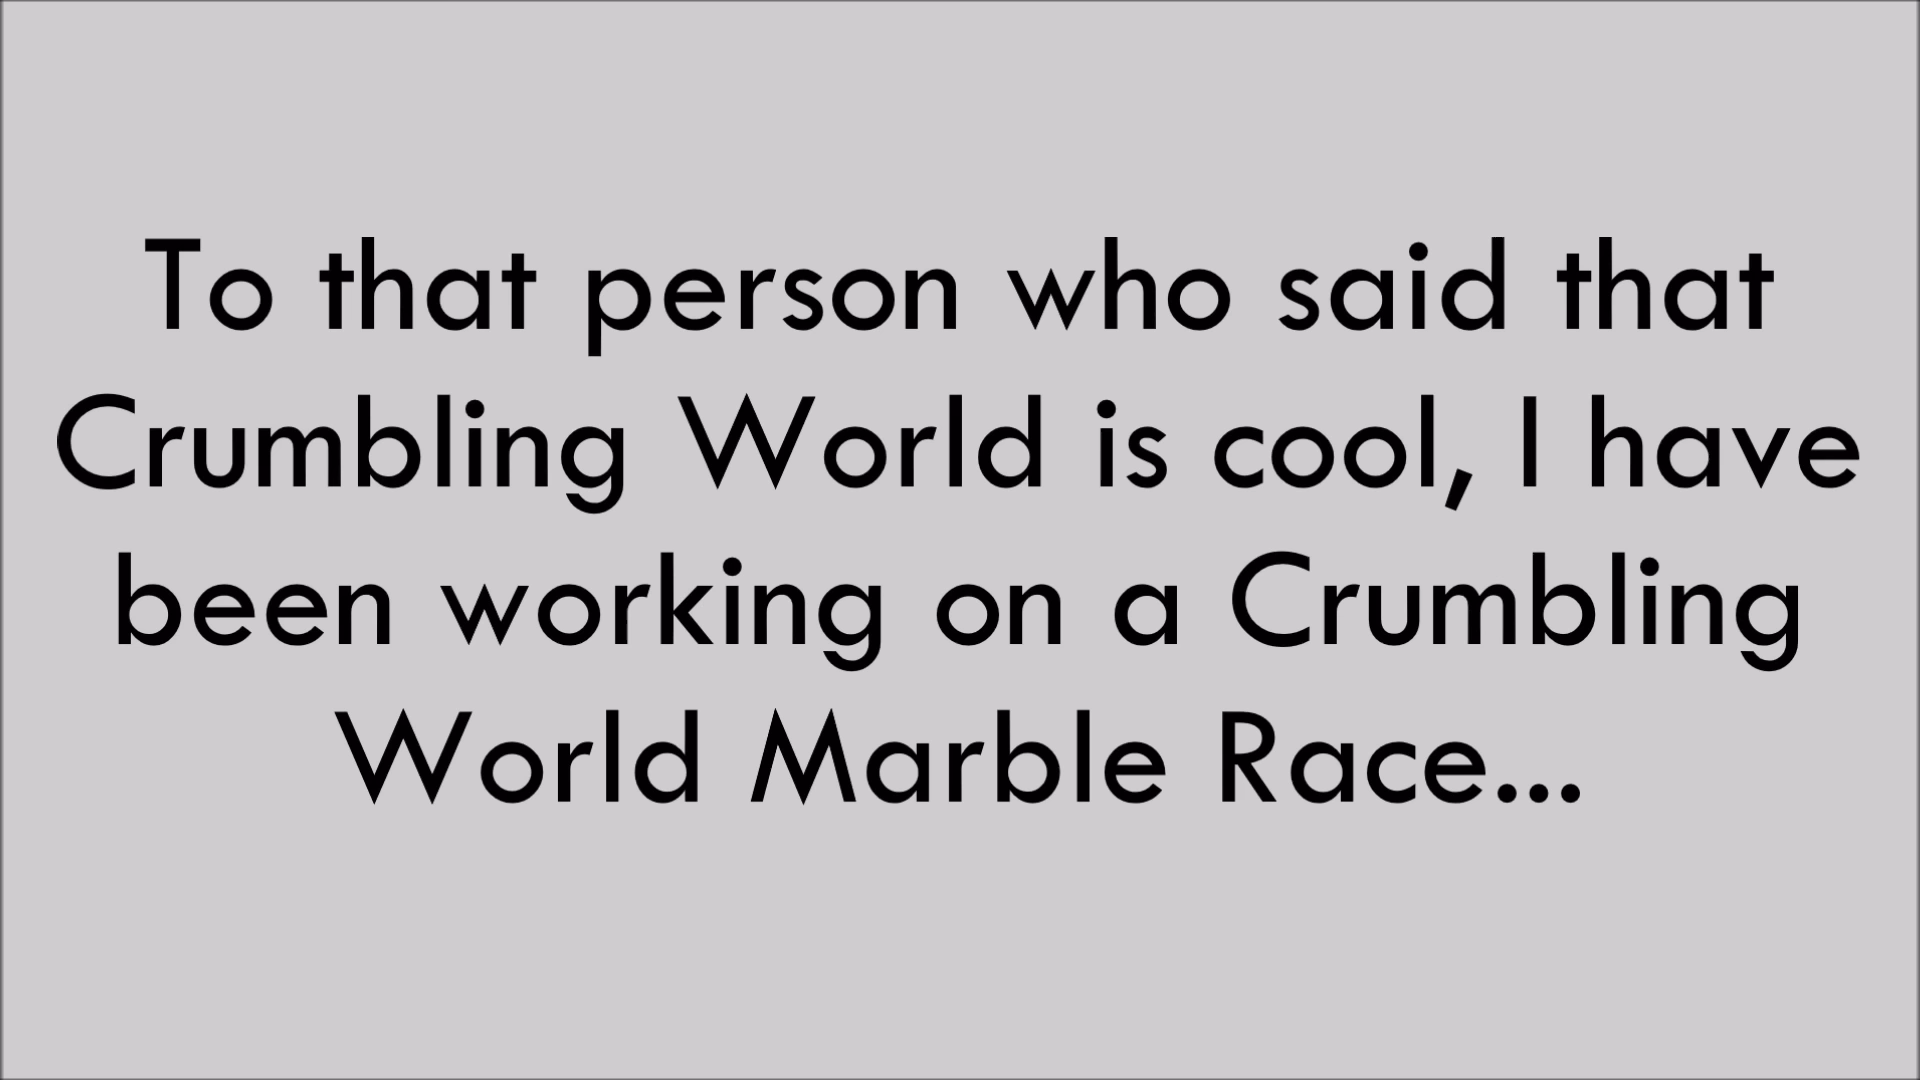 To that person who said that
Crumbling World is cool, I have
been working on a Crumbling
World Marble Race...